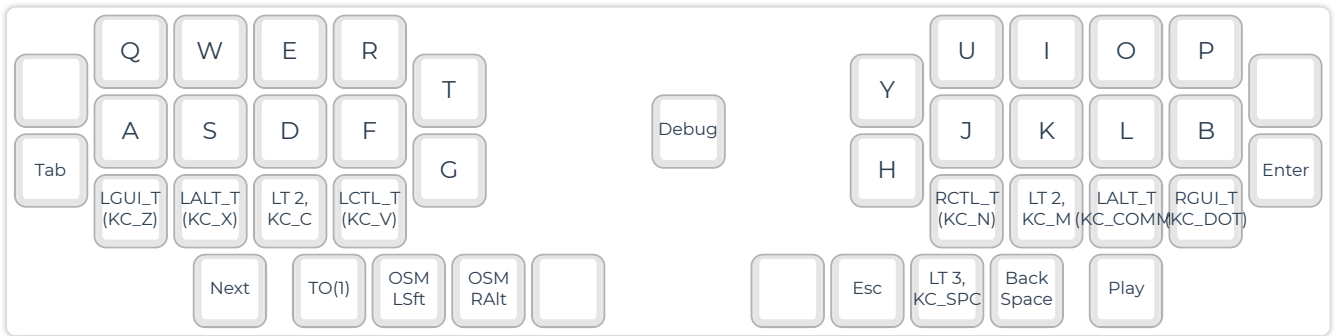 Q W E R U I O P
T Y
A S D F Debug J K L B
Tab G H Enter
LGUI_T LALT_T LT 2, LCTL_T RCTL_T LT 2, LALT_T RGUI_T
(KC_Z) (KC_X) KC_C (KC_V) (KC_N) KC_M (KC_COMM) (KC_DOT)
Next TO(1) OSM OSM Esc LT 3, Back Play
LSft RAlt KC_SPC Space